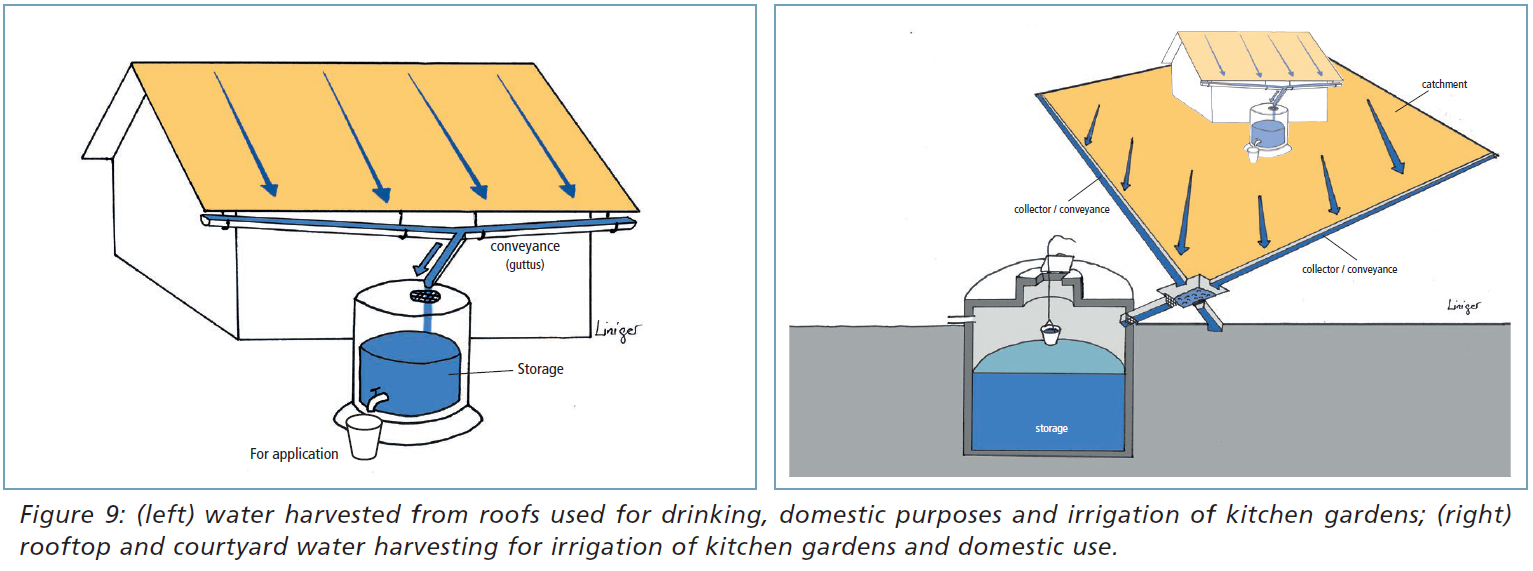 conveyance
(guttus)
Liniger
Storage
For application
catchment
collector / conveyance
collector / conveyance
Liniger
storage
Figure 9: (left) water harvested from roofs used for drinking, domestic purposes and irrigation of kitchen gardens; (right)
rooftop and courtyard water harvesting for irrigation of kitchen gardens and domestic use.